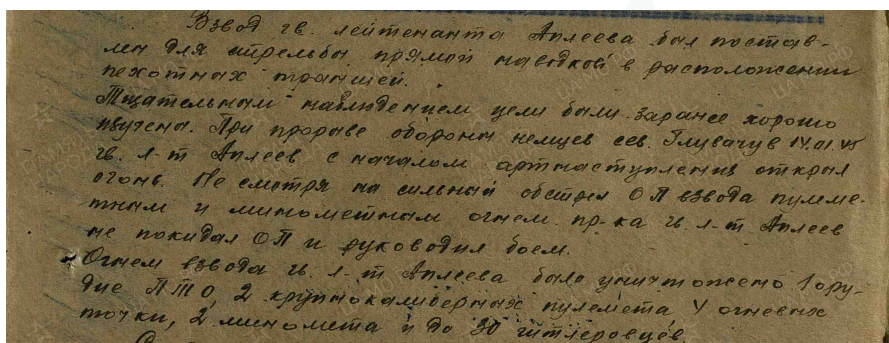 Взвод гв. лейтенанта Аплеева был постав-
лен для стрельбы прямой наводкой в расположении
пехотных траншей.
Тщательным наблюдением цели были заранее хорошо
изучены. При прорыве обороны немцев сев. Глувачув 14.01.45
гв. л-т Аплеев с началом артнаступления открыл
огонь. Не смотря на сильный обстрел ОП взвода пулеме-
тным и минометным огнем пр-ка гв. л-т Аплеев
не покидал ОП и руководил боем.
Огнем взвода гв. л-т Аплеева было уничтожено 1 ору-
дие ПТО, 2 крупнокалиберных пулемета, 4 огневых
точки, 2 миномета и до 30 гитлеровцев